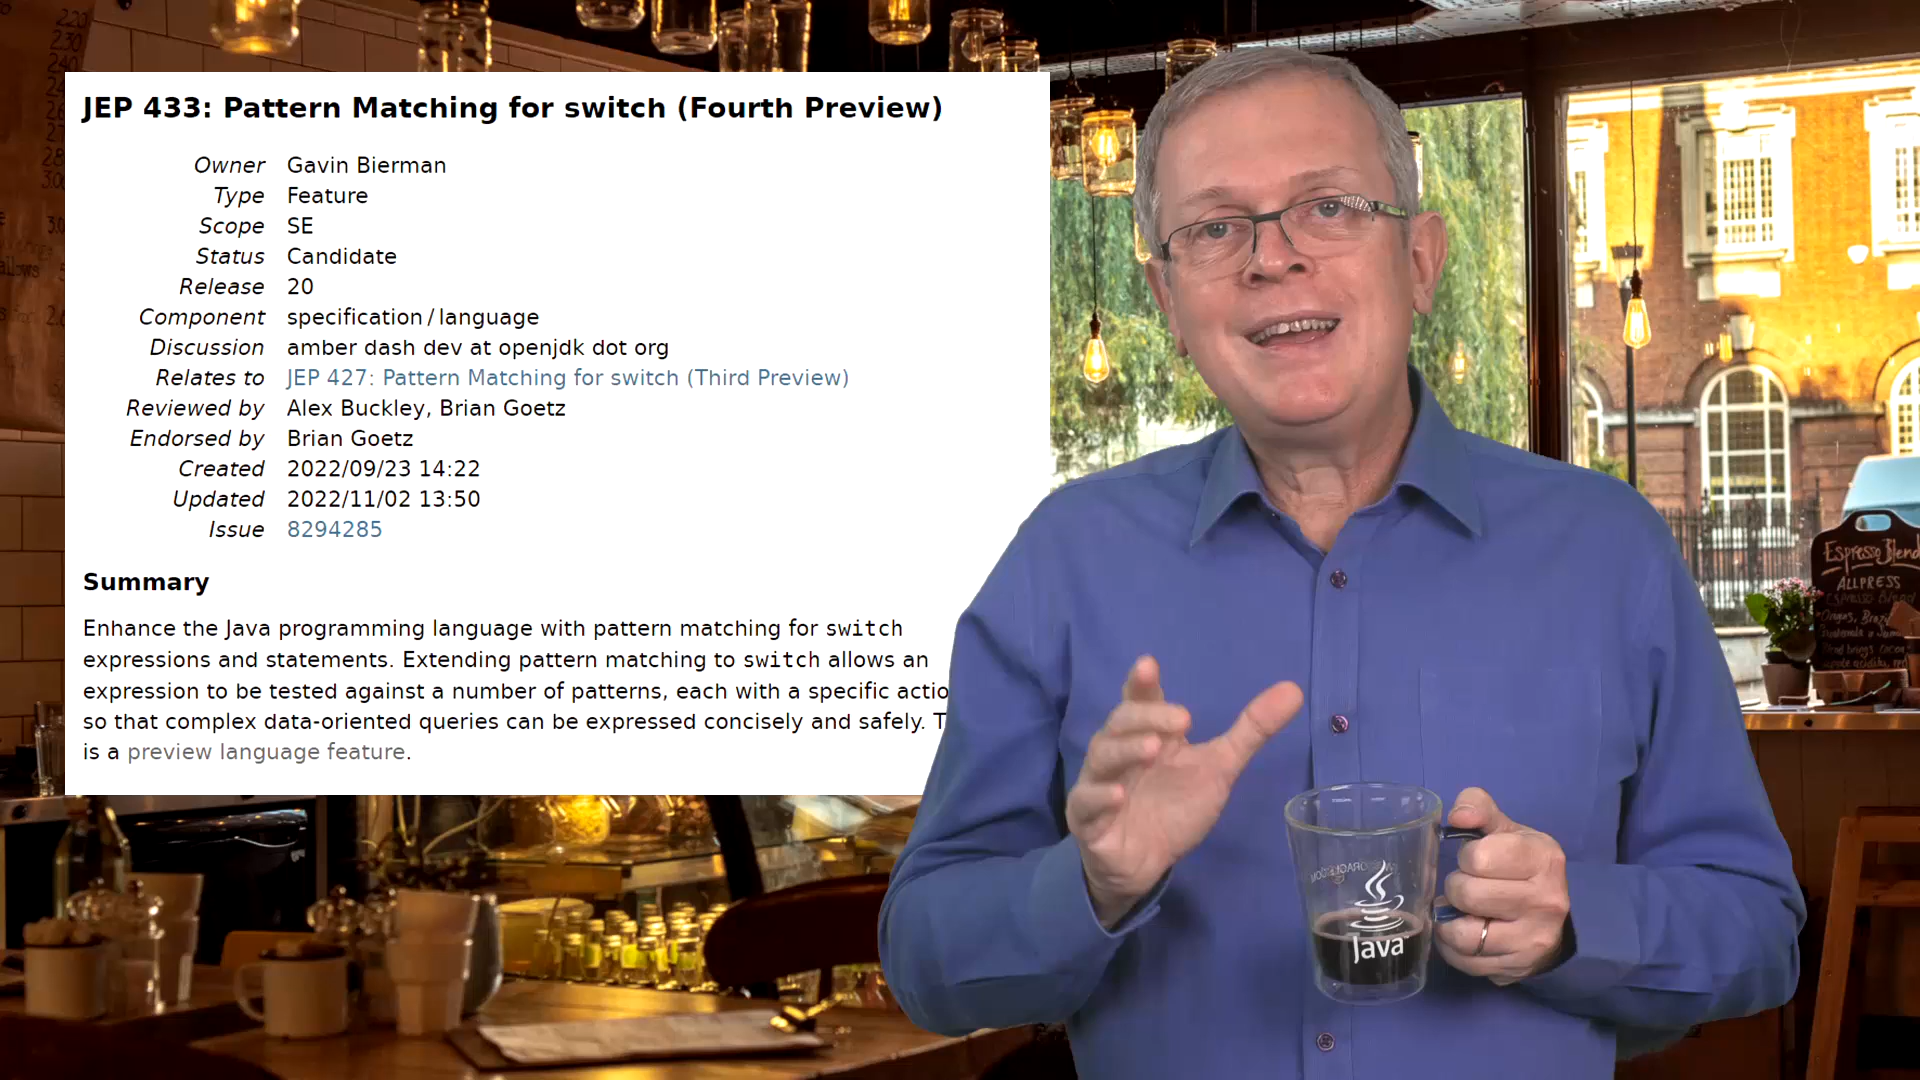 JEP 433: Pattern Matching for switch (Fourth Preview)
Owner Gavin Bierman
Type Feature
Scope SE
Status Candidate
Release 20
Component specification / language
Discussion amber dash dev at openjdk dot org
Relates to JEP 427: Pattern Matching for switch (Third Preview)
Reviewed by Alex Buckley, Brian Goetz
Endorsed by Brian Goetz
Created 2022/09/23 14:22
Updated 2022/11/02 13:50
Issue 8294285
Summary
Enhance the Java programming language with pattern matching for switch
expressions and statements. Extending pattern matching to switch allows an
expression to be tested against a number of patterns, each with a specific actio
so that complex data-oriented queries can be expressed concisely and safely. T
is a preview language feature.
Espresso Blend
ALLPRESS
Java